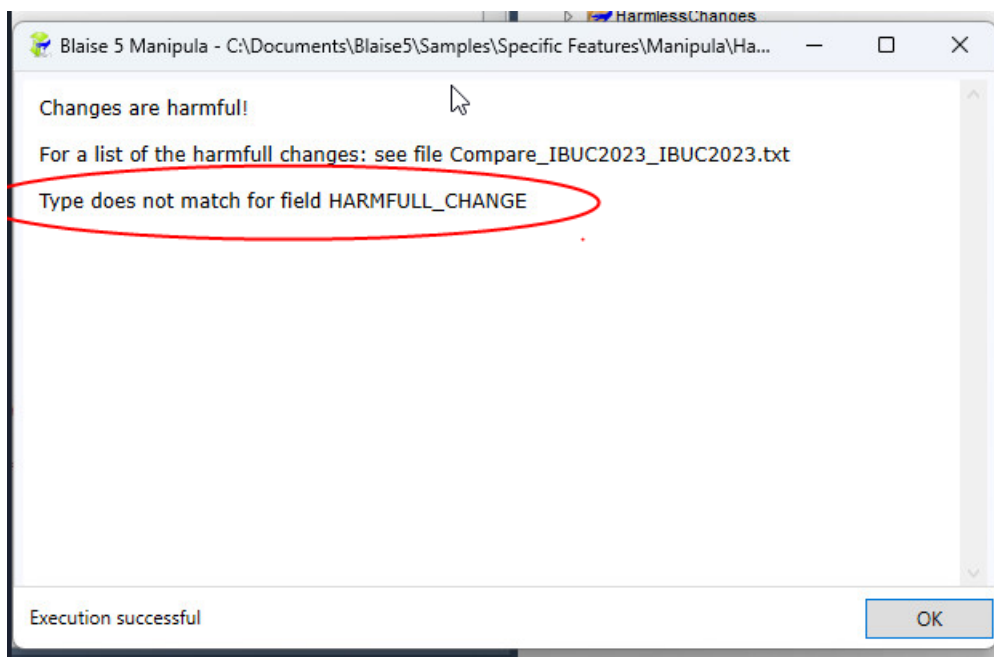 HarmlessChanges
Blaise 5 Manipula - C:\Documents\Blaise5\Samples\Specific Features\Manipula\Ha...
Changes are harmful!
For a list of the harmfull changes: see file Compare_IBUC2023_IBUC2023.txt
Type does not match for field HARMFULL_CHANGE
Execution successful
OK